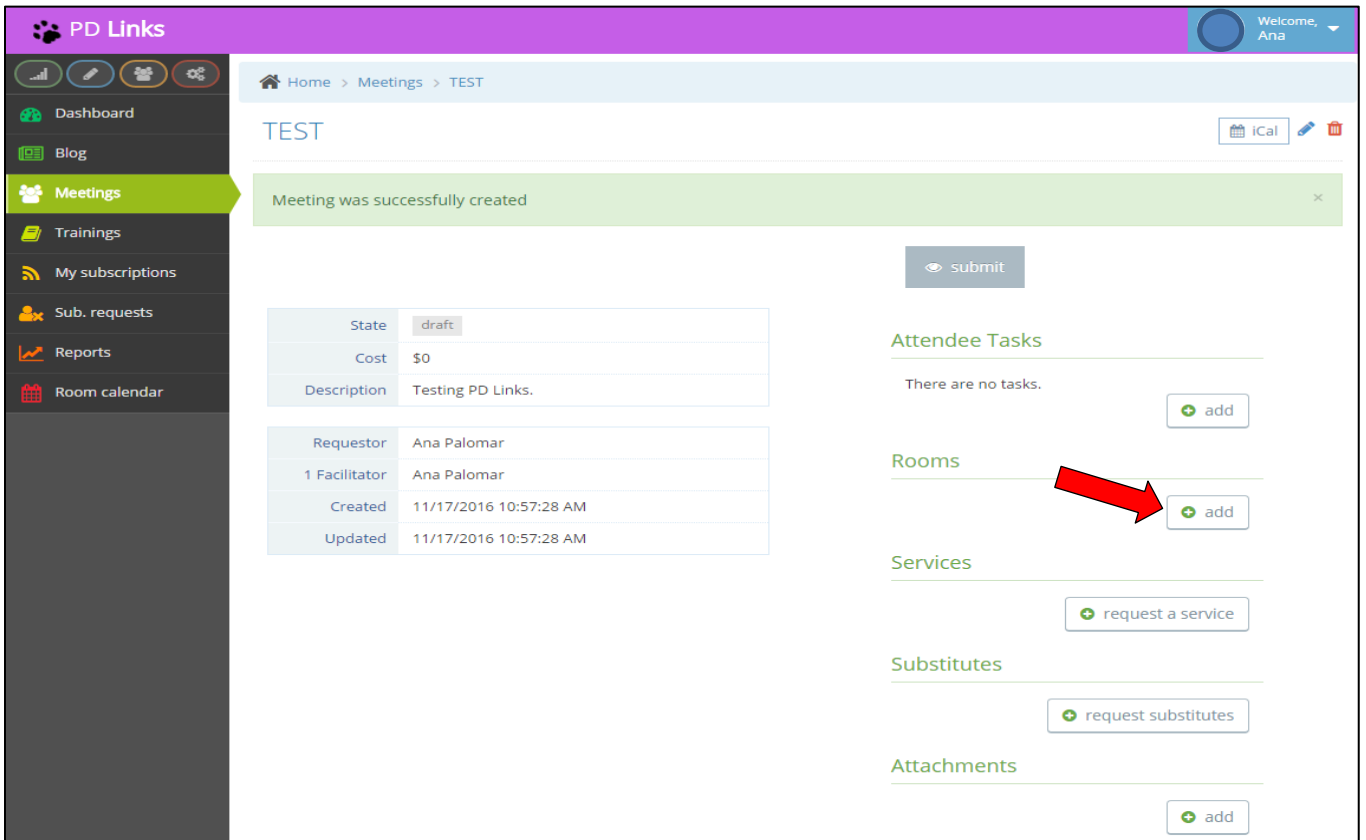 PD Links
Welcome,
Ana
Home > Meetings > TEST
Dashboard
Blog
Meetings
Trainings
My subscriptions
Sub. requests
Reports
Room calendar
TEST
iCal
Meeting was successfully created ×
submit
State draft
Cost $0
Description Testing PD Links.
Requestor Ana Palomar
1 Facilitator Ana Palomar
Created 11/17/2016 10:57:28 AM
Updated 11/17/2016 10:57:28 AM
Attendee Tasks
There are no tasks.
add
Rooms
add
Services
request a service
Substitutes
request substitutes
Attachments
add